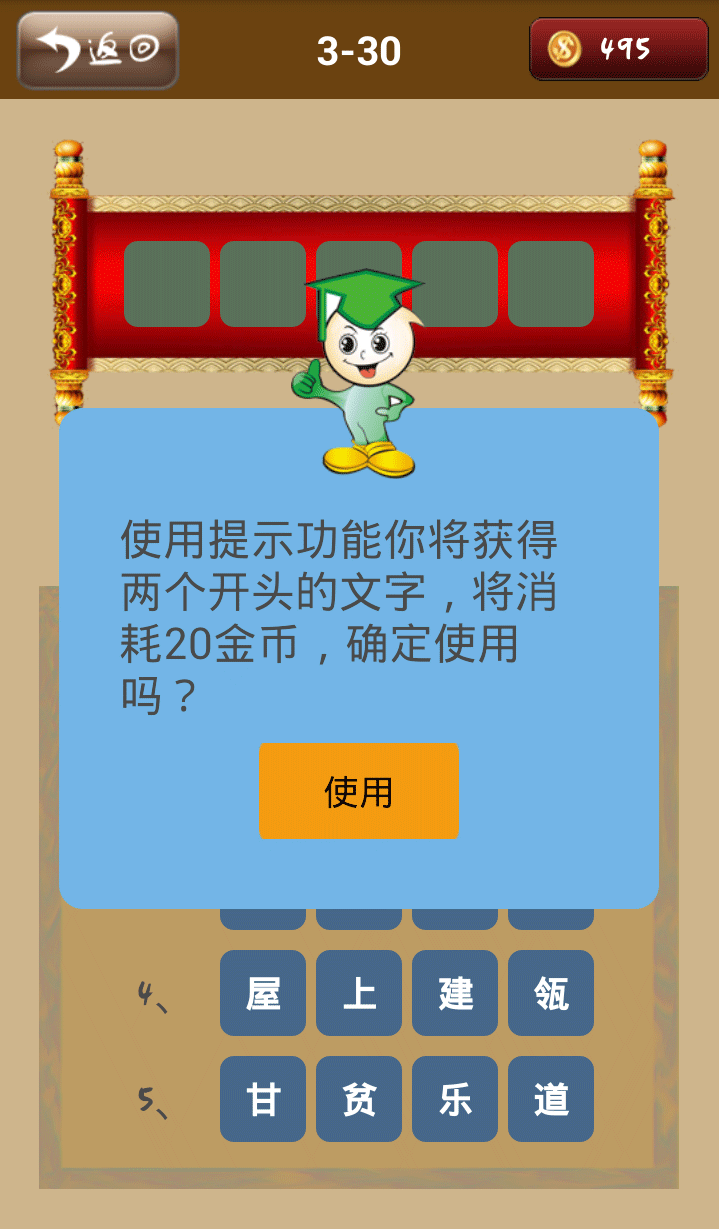 返回
3-30
495
使用提示功能你将获得
两个开头的文字，将消
耗20金币，确定使用
吗？
使用
4、屋上建瓴
5、甘贫乐道